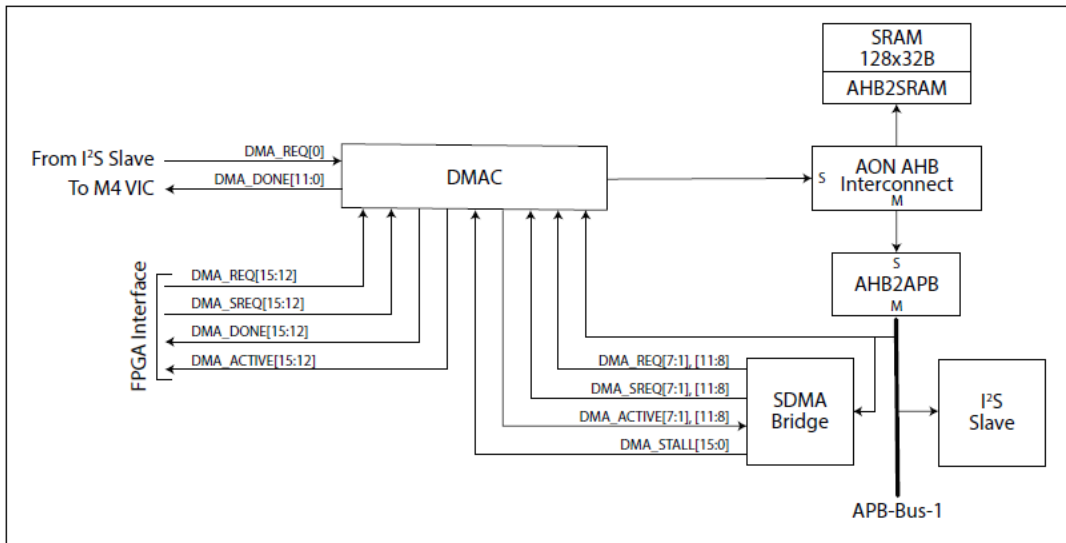 SRAM
128x32B
AHB2SRAM
From I²S Slave
DMA_REQ[0]
To M4 VIC
DMA_DONE[11:0]
DMAC
S
AON AHB
Interconnect
M
S
AHB2APB
M
FPGA Interface
DMA_REQ[15:12]
DMA_SREQ[15:12]
DMA_DONE[15:12]
DMA_ACTIVE[15:12]
DMA_REQ[7:1], [11:8]
DMA_SREQ[7:1], [11:8]
DMA_ACTIVE[7:1], [11:8]
DMA_STALL[15:0]
SDMA
Bridge
I²S
Slave
APB-Bus-1